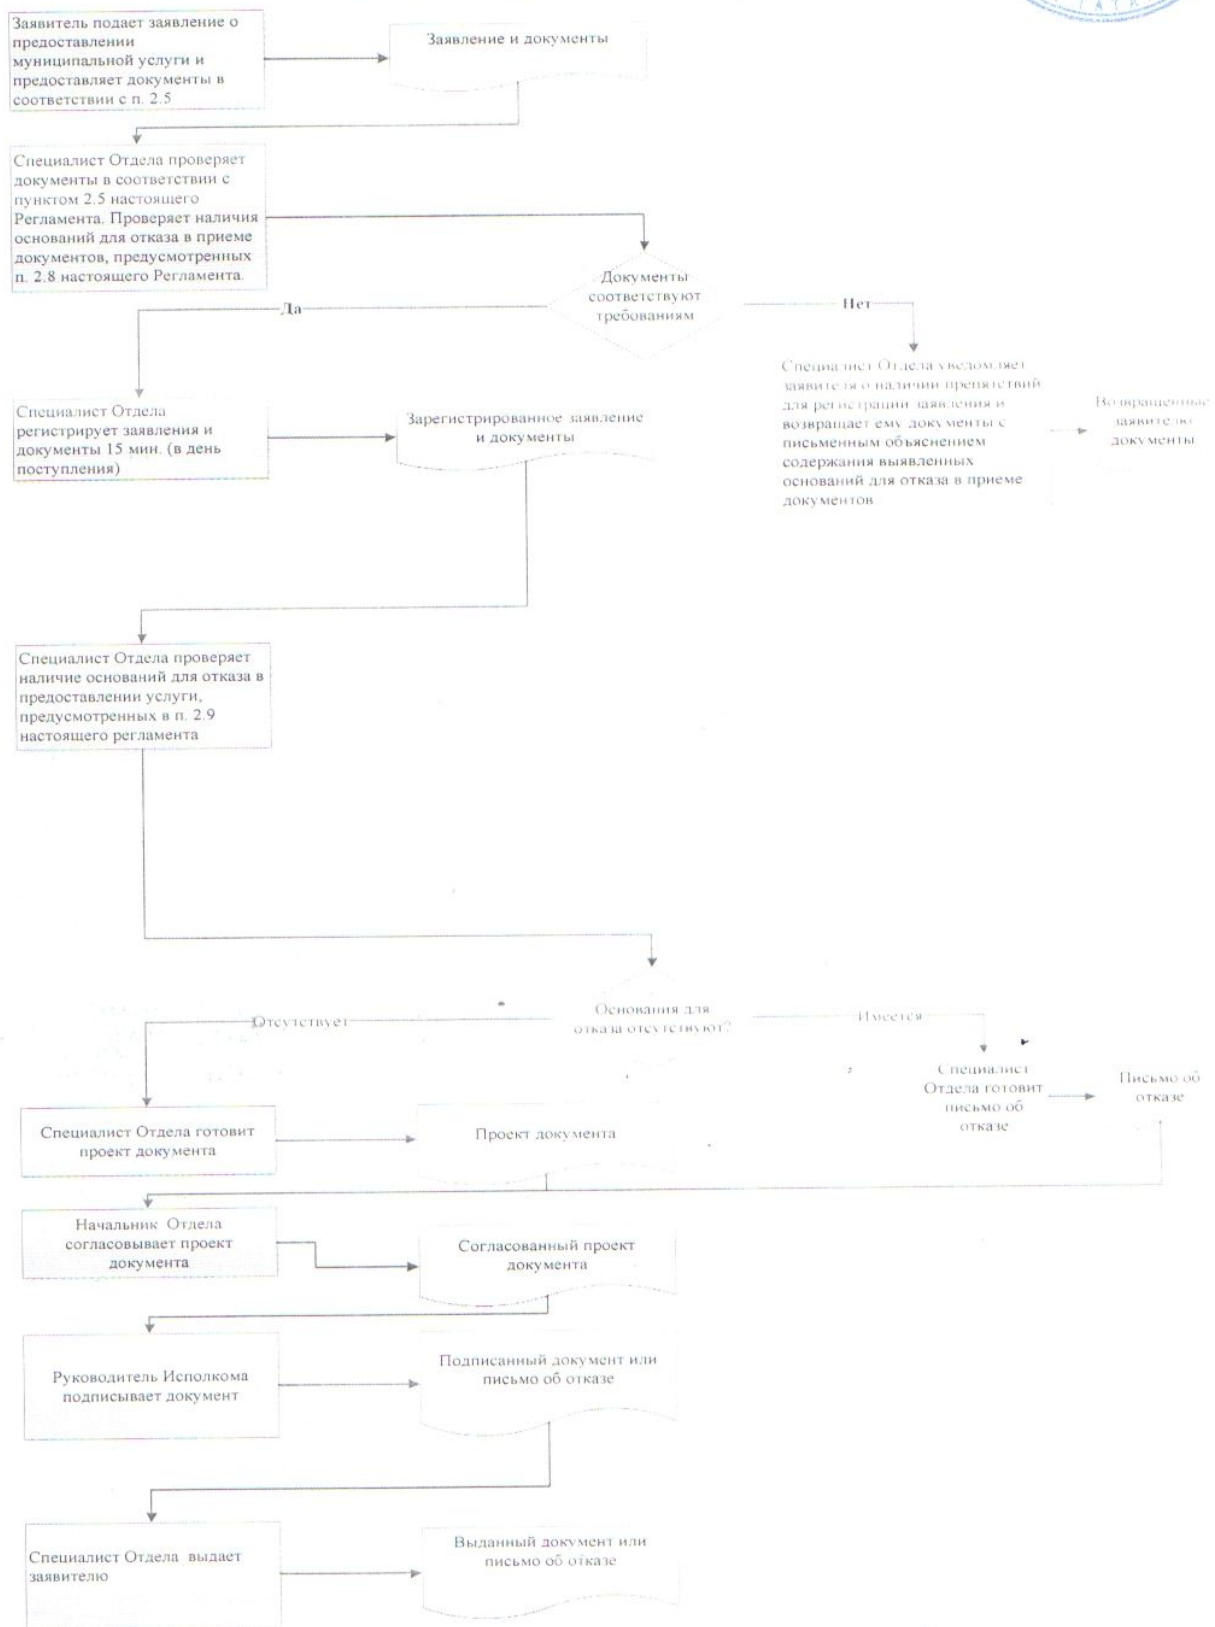 Заявитель подает заявление о
предоставлении
муниципальной услуги и
предоставляет документы в
соответствии с п. 2.5
Заявление и документы
Специалист Отдела проверяет
документы в соответствии с
пунктом 2.5 настоящего
Регламента. Проверяет наличия
оснований для отказа в приеме
документов, предусмотренных
п. 2.8 настоящего Регламента.
Документы
соответствуют
требованиям
Да
Нет
Специалист Отдела
регистрирует заявления и
документы 15 мин. (в день
поступления)
Зарегистрированное заявление
и документы
Специалист Отдела уведомляет
заявителя о наличии препятствий
для регистрации заявления и
возвращает ему документы с
письменным объяснением
содержания выявленных
оснований для отказа в приеме
документов
Возвращенные
заявителю
документы
Специалист Отдела проверяет
наличие оснований для отказа в
предоставлении услуги,
предусмотренных в п. 2.9
настоящего регламента
Основания для
отказа отсутствуют?
Отсутствует
Имеется
Специалист
Отдела готовит
письмо об
отказе
Письмо об
отказе
Специалист Отдела готовит
проект документа
Проект документа
Начальник Отдела
согласовывает проект
документа
Согласованный проект
документа
Руководитель Исполкома
подписывает документ
Подписанный документ или
письмо об отказе
Специалист Отдела выдает
заявителю
Выданный документ или
письмо об отказе